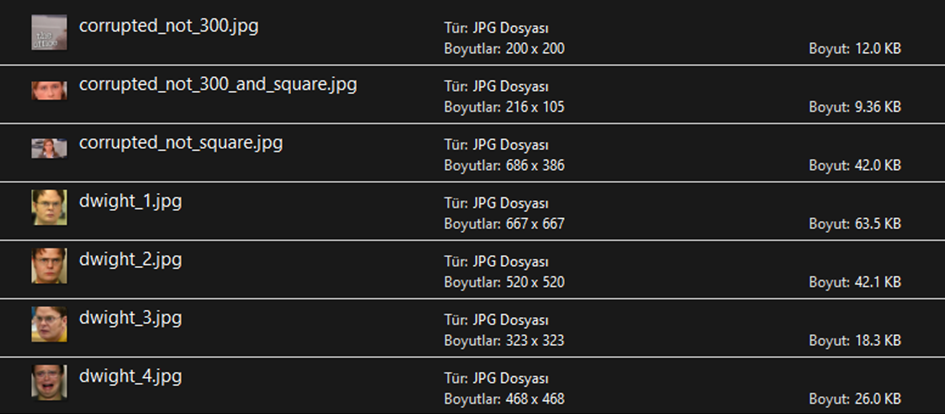 corrupted_not_300.jpg
Tür: JPG Dosyası
Boyutlar: 200 x 200
Boyut: 12.0 KB
corrupted_not_300_and_square.jpg
Tür: JPG Dosyası
Boyutlar: 216 x 105
Boyut: 9.36 KB
corrupted_not_square.jpg
Tür: JPG Dosyası
Boyutlar: 686 x 386
Boyut: 42.0 KB
dwight_1.jpg
Tür: JPG Dosyası
Boyutlar: 667 x 667
Boyut: 63.5 KB
dwight_2.jpg
Tür: JPG Dosyası
Boyutlar: 520 x 520
Boyut: 42.1 KB
dwight_3.jpg
Tür: JPG Dosyası
Boyutlar: 323 x 323
Boyut: 18.3 KB
dwight_4.jpg
Tür: JPG Dosyası
Boyutlar: 468 x 468
Boyut: 26.0 KB